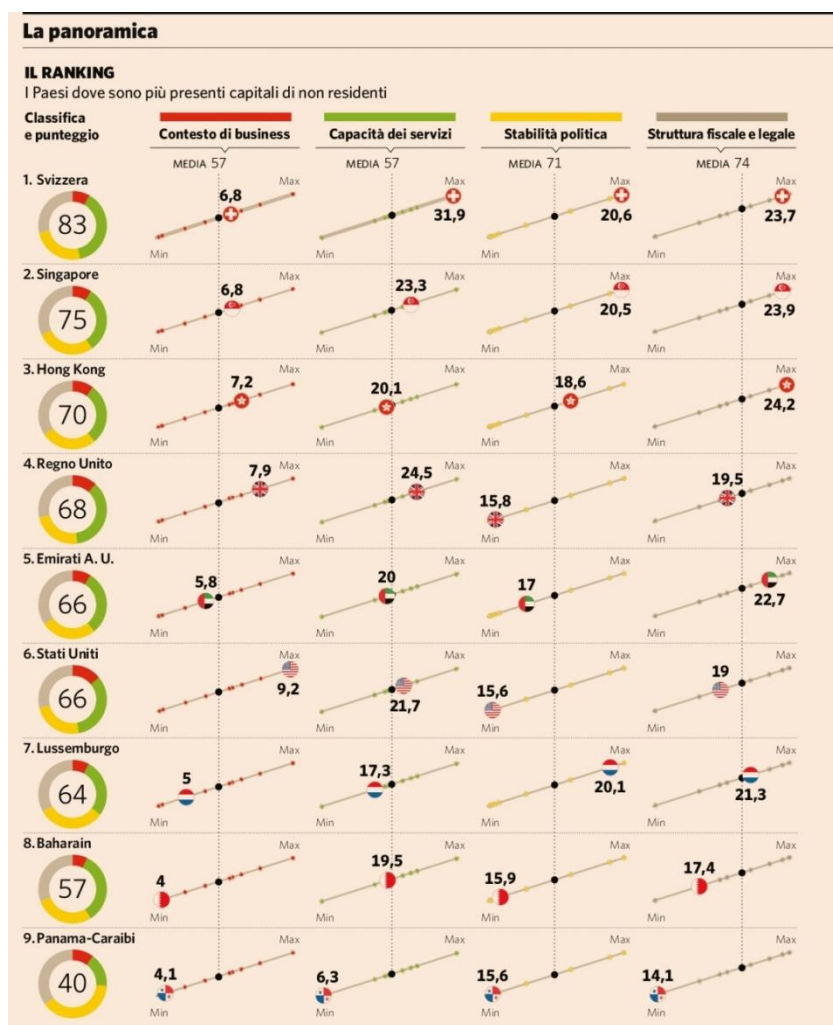 La panoramica
IL RANKING
I Paesi dove sono più presenti capitali di non residenti
Classifica e punteggio
Contesto di business
Capacità dei servizi
Stabilità politica
Struttura fiscale e legale
MEDIA 57
MEDIA 57
MEDIA 71
MEDIA 74
1. Svizzera
83
Min
6,8
Max
31,9
Max
Min
20,6
Max
Min
23,7
Max
Min
2. Singapore
75
Min
6,8
Max
23,3
Max
Min
20,5
Max
Min
23,9
Max
Min
3. Hong Kong
70
Min
7,2
Max
20,1
Max
Min
18,6
Max
Min
24,2
Max
Min
4. Regno Unito
68
Min
7,9
Max
24,5
Max
Min
15,8
Max
Min
19,5
Max
Min
5. Emirati A. U.
66
Min
5,8
Max
20
Max
Min
17
Max
Min
22,7
Max
Min
6. Stati Uniti
66
Min
9,2
Max
21,7
Max
Min
15,6
Max
Min
19
Max
Min
7. Lussemburgo
64
Min
5
Max
17,3
Max
Min
20,1
Max
Min
21,3
Max
Min
8. Baharain
57
Min
4
Max
19,5
Max
Min
15,9
Max
Min
17,4
Max
Min
9. Panama-Caraibi
40
Min
4,1
Max
6,3
Max
Min
15,6
Max
Min
14,1
Max
Min